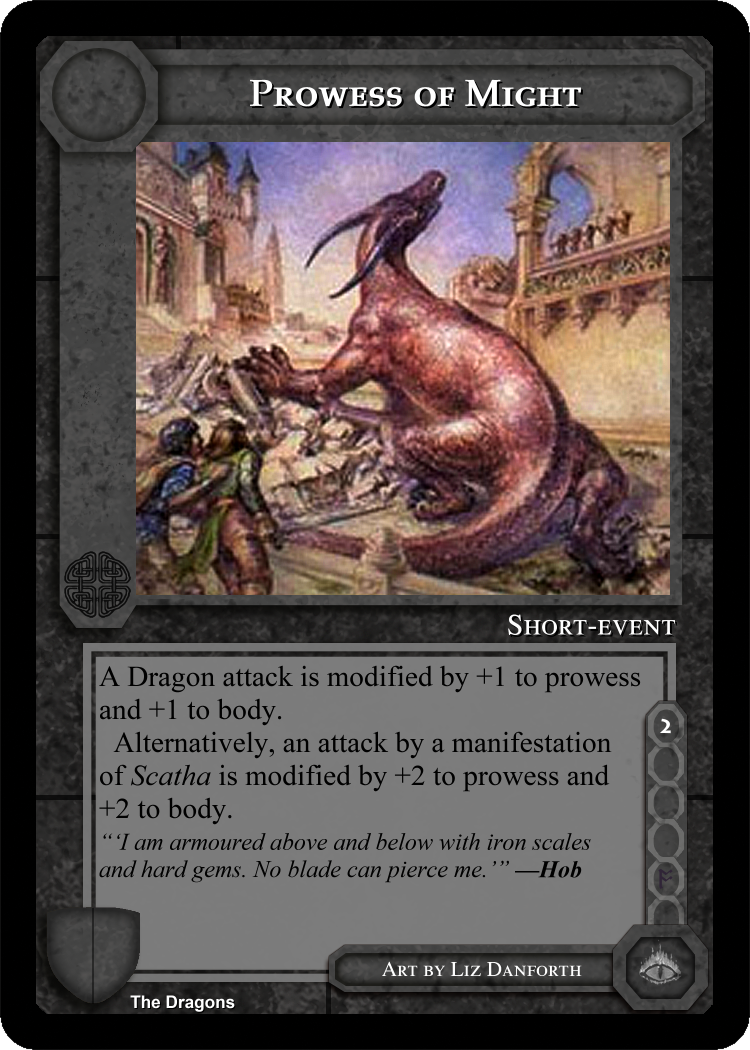 Prowess of Might
Short-event
A Dragon attack is modified by +1 to prowess
and +1 to body.
Alternatively, an attack by a manifestation
of Scatha is modified by +2 to prowess and
+2 to body.
“‘I am armoured above and below with iron scales
and hard gems. No blade can pierce me.’” —Hob
2
Art by Liz Danforth
The Dragons